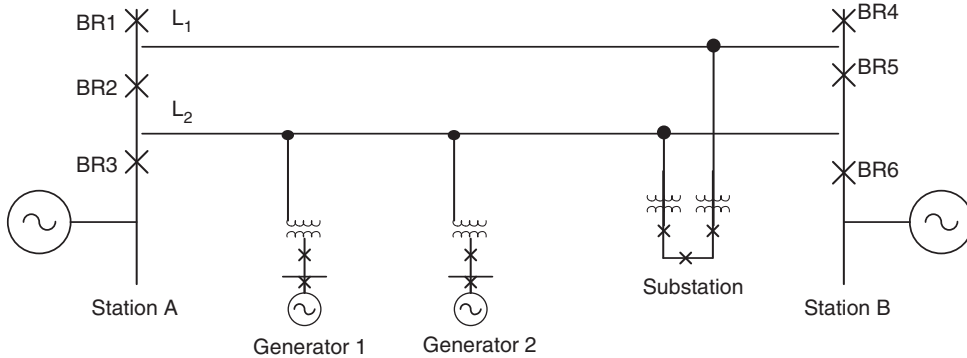 BR1
L₁
BR4
BR2
BR5
L₂
BR3
BR6
Substation
Station A
Station B
Generator 1
Generator 2